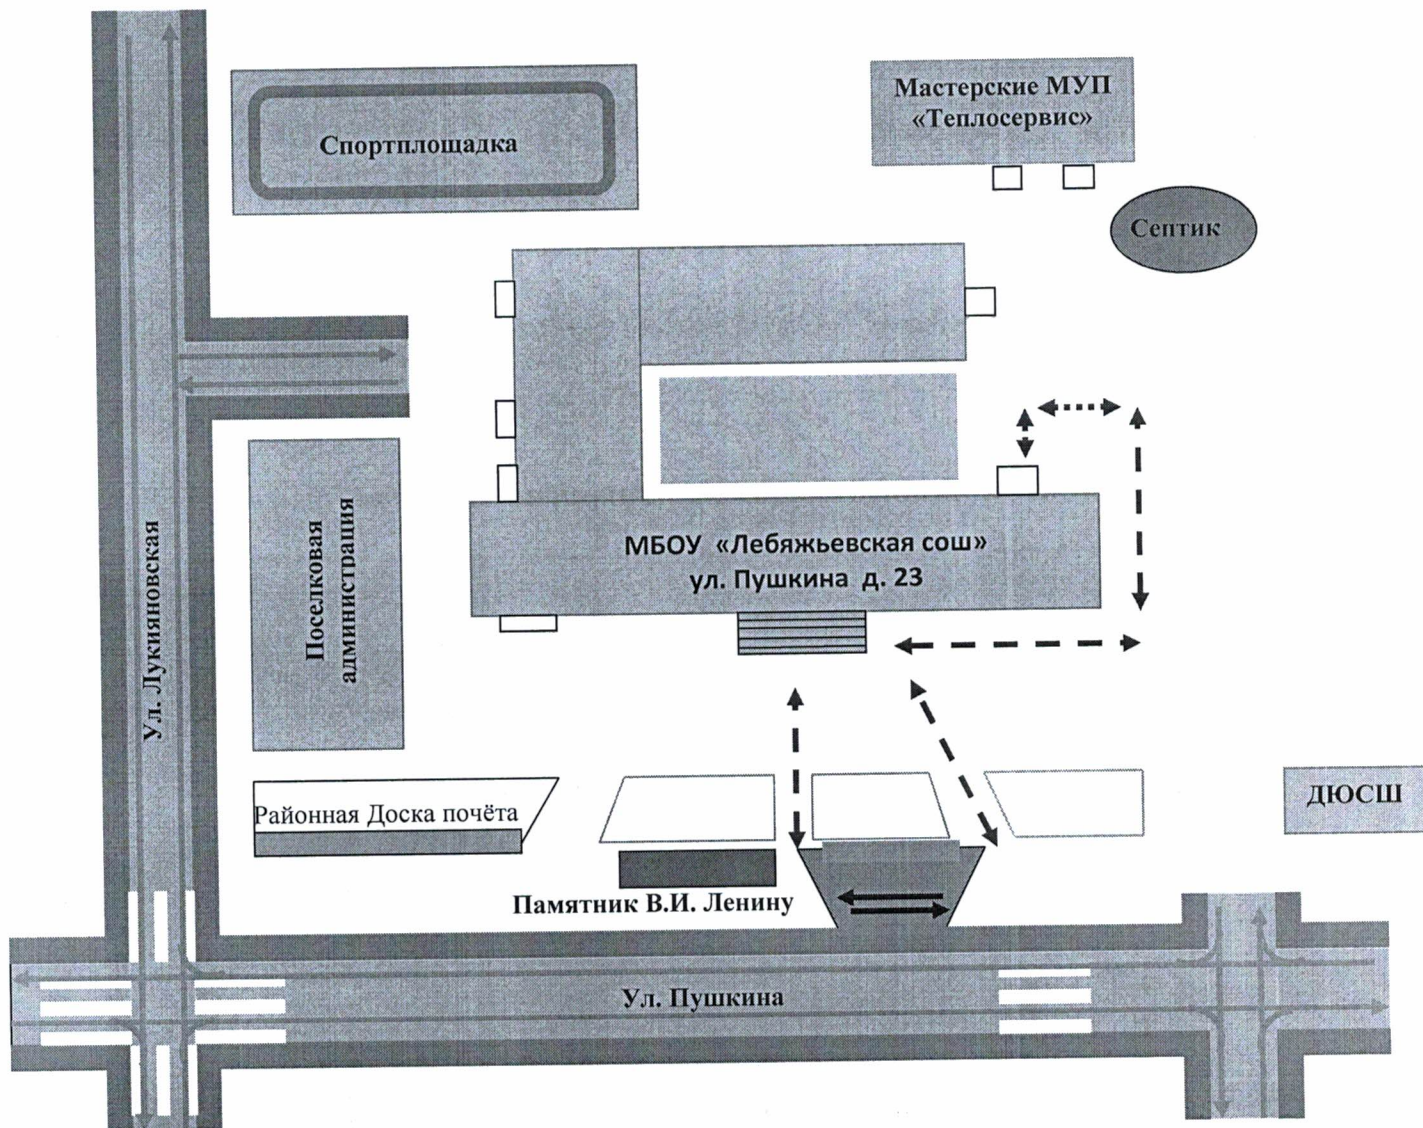 Мастерские МУП
«Теплосервис»
Спортплощадка
Септик
МБОУ «Лебяжьевская сош»
ул. Пушкина д. 23
Поселковая
администрация
Ул. Лукияновская
Районная Доска почёта
ДЮСШ
Памятник В.И. Ленину
Ул. Пушкина